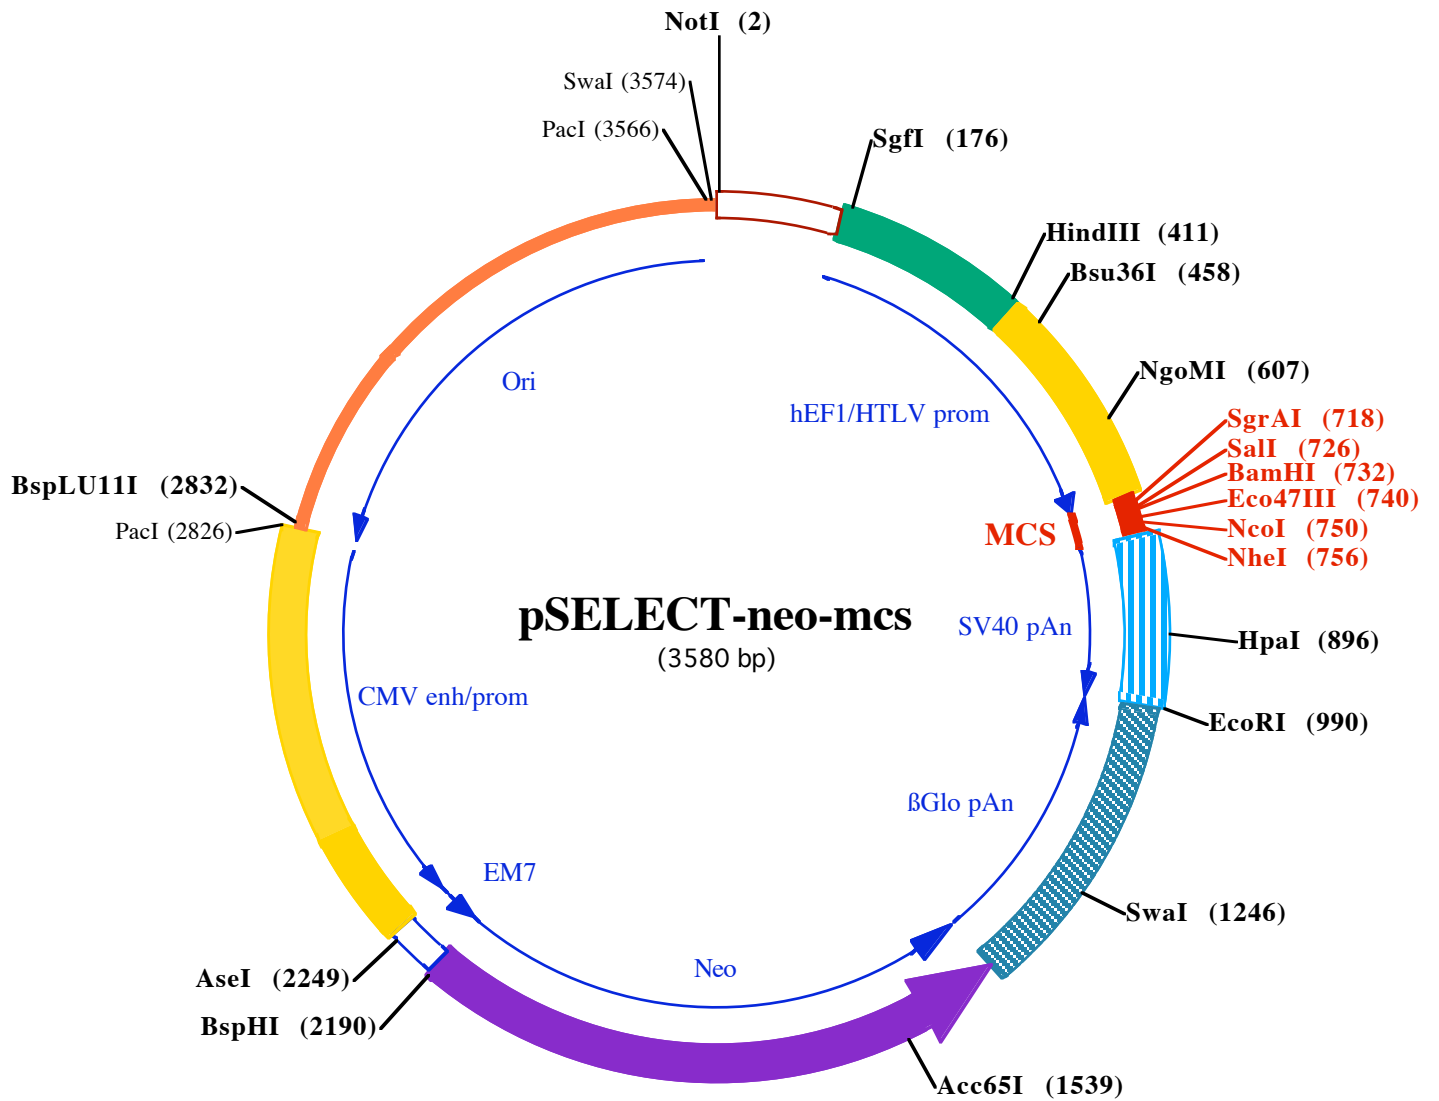 NotI (2)
SwaI (3574)
PacI (3566)
SgfI (176)
HindIII (411)
Bsu36I (458)
NgoMI (607)
SgrAI (718)
SalI (726)
BamHI (732)
Eco47III (740)
NcoI (750)
NheI (756)
HpaI (896)
EcoRI (990)
SwaI (1246)
Acc65I (1539)
BspHI (2190)
AseI (2249)
PacI (2826)
BspLU11I (2832)
Ori
hEF1/HTLV prom
MCS
SV40 pAn
ßGlo pAn
Neo
EM7
CMV enh/prom
pSELECT-neo-mcs
(3580 bp)